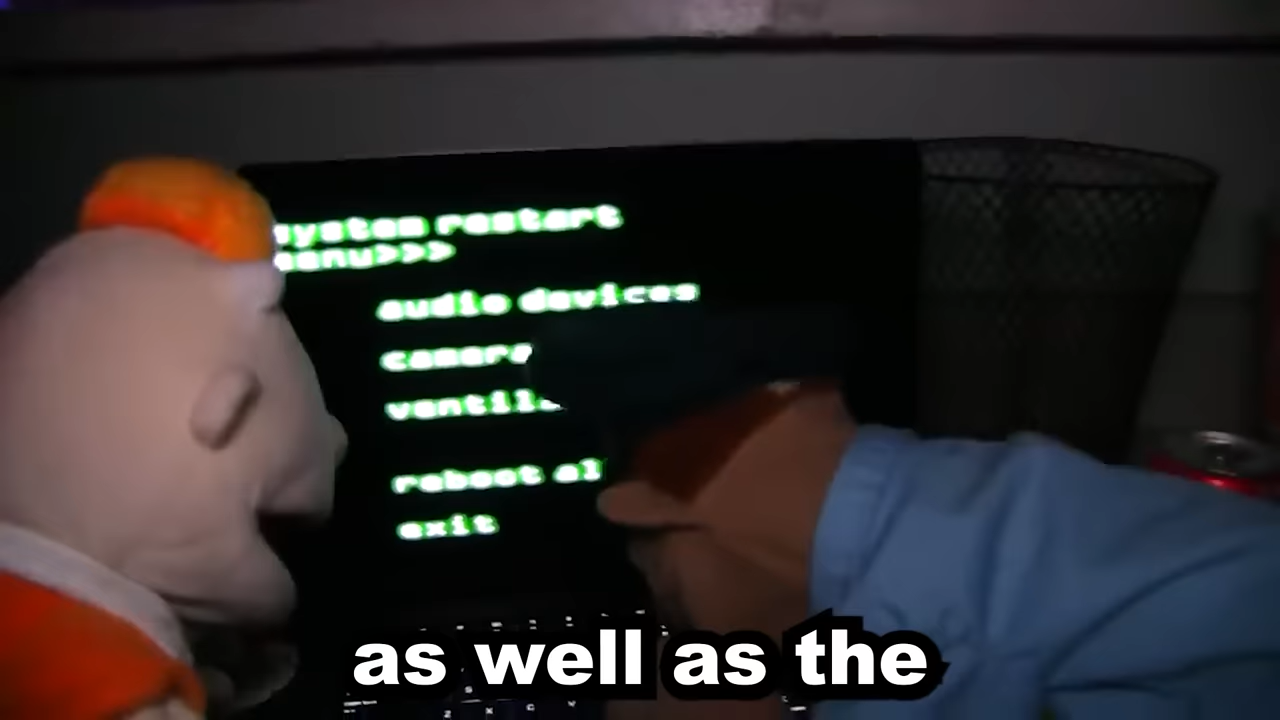 system restart
menu>>>
audio devices
camera
reboot al
exit
as well as the